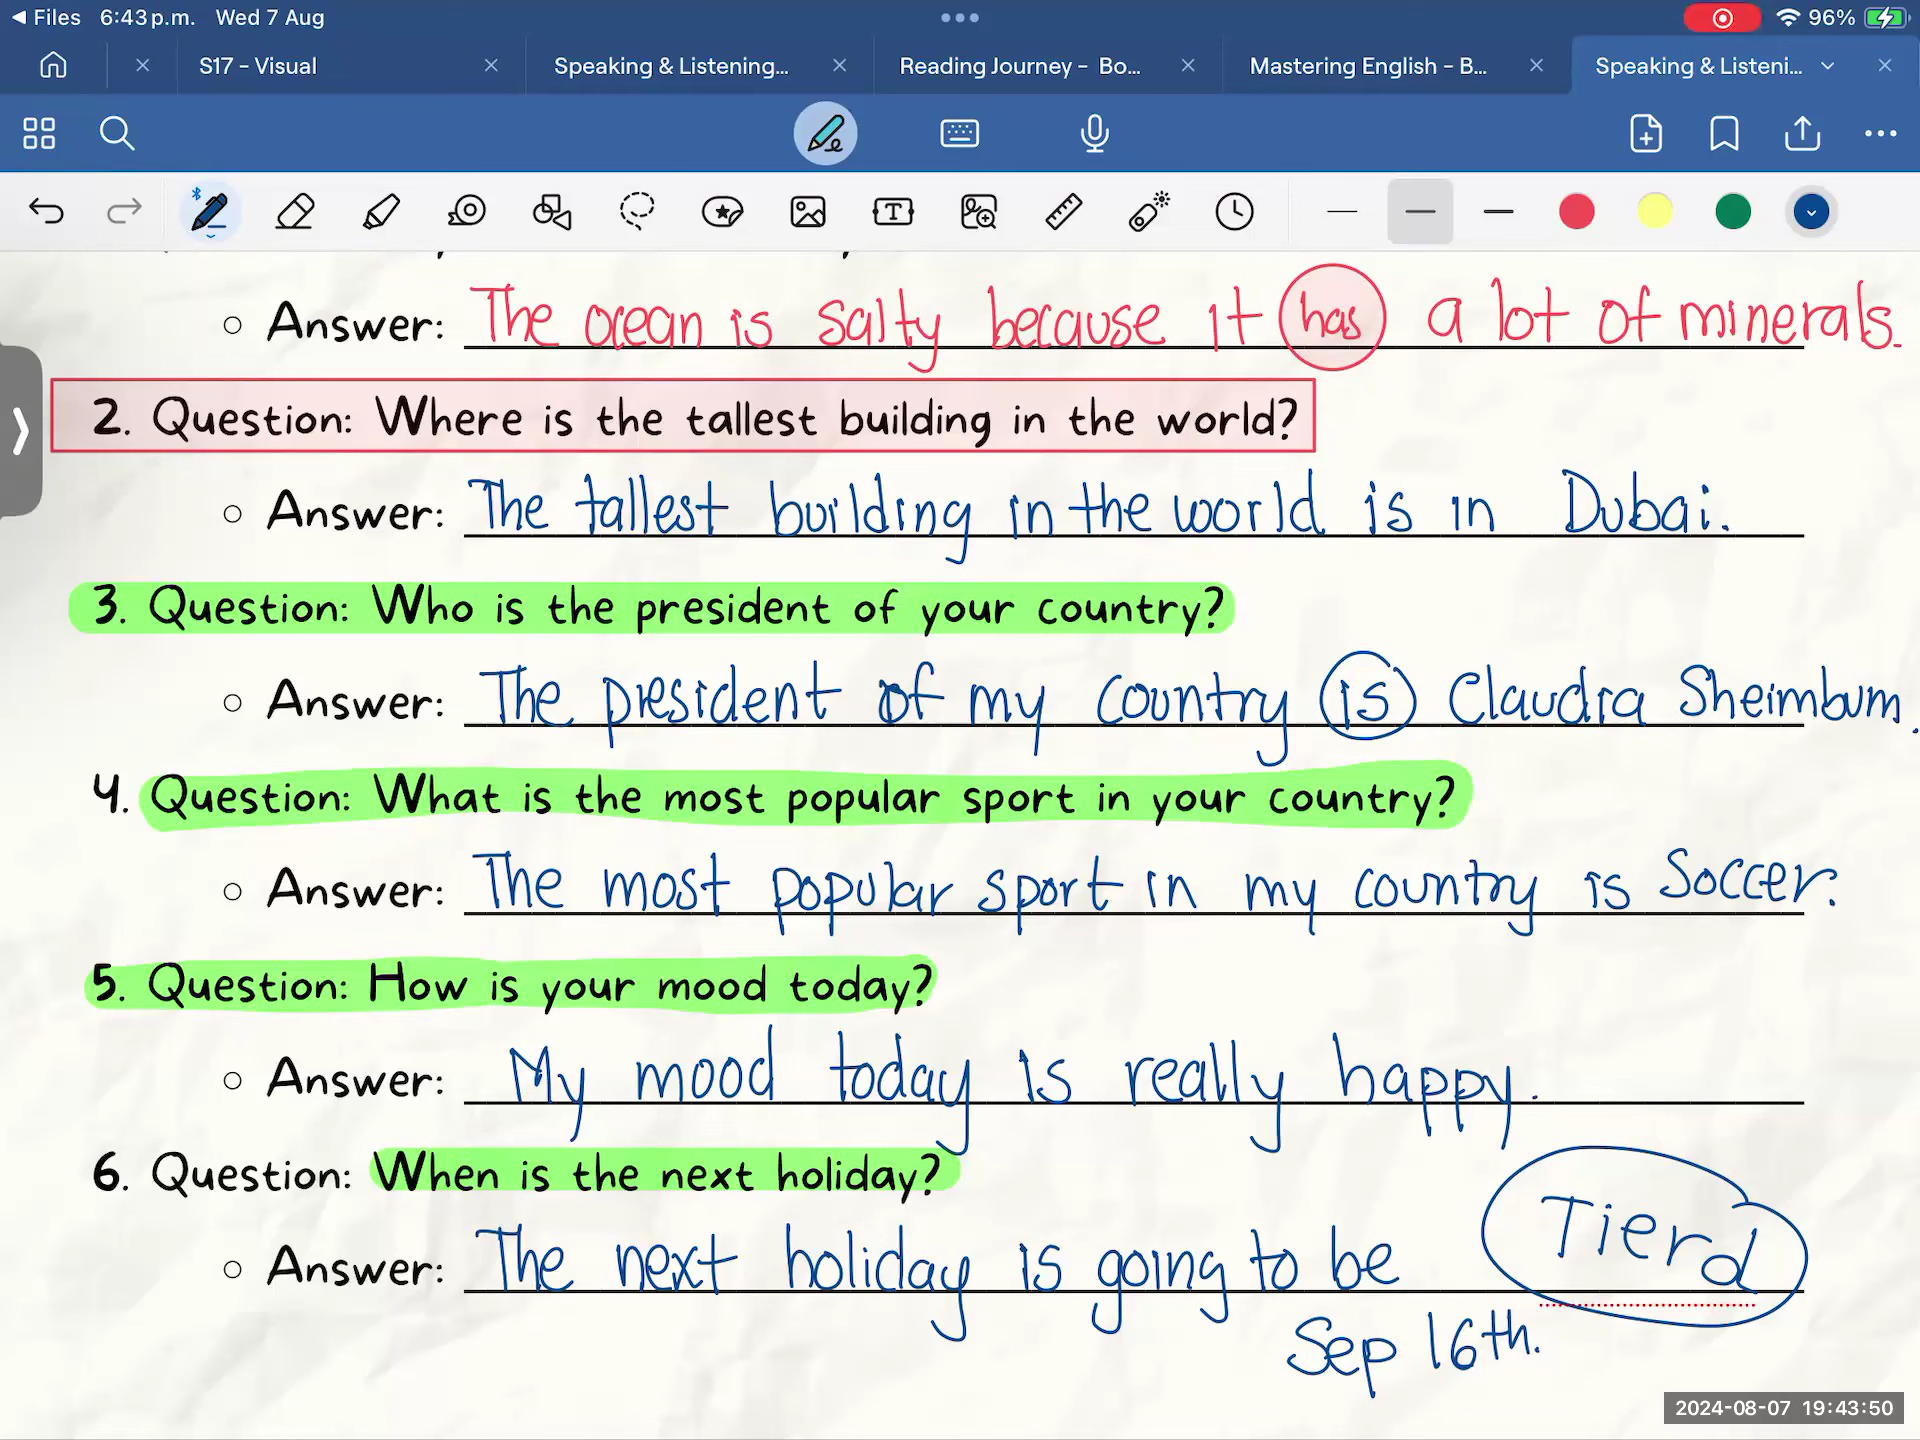 Files 6:43 p.m. Wed 7 Aug 96%
S17 - Visual Speaking & Listening... Reading Journey - Bo... Mastering English - B... Speaking & Listeni...
Answer: The ocean is salty because it has a lot of minerals.
2. Question: Where is the tallest building in the world?
Answer: The tallest building in the world is in Dubai.
3. Question: Who is the president of your country?
Answer: The president of my country is Claudia Sheimbum.
4. Question: What is the most popular sport in your country?
Answer: The most popular sport in my country is Soccer.
5. Question: How is your mood today?
Answer: My mood today is really happy.
6. Question: When is the next holiday?
Tierd
Answer: The next holiday is going to be
Sep 16th.
2024-08-07 19:43:50